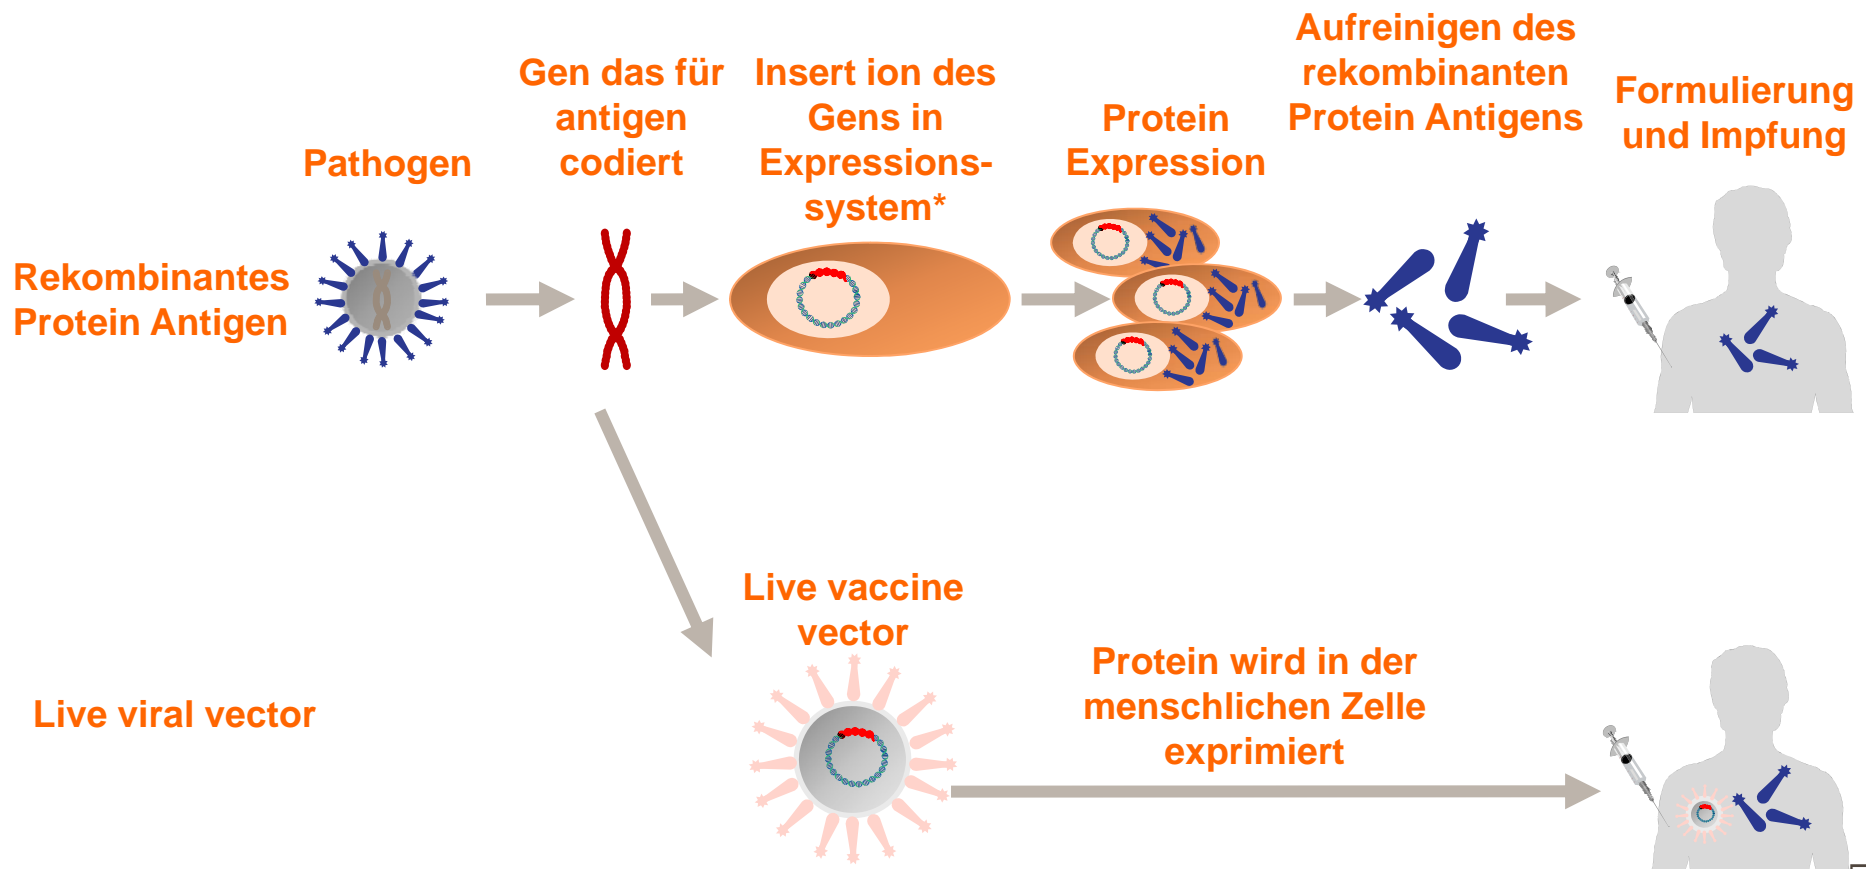 Pathogen
Gen das für
antigen
codiert
Insert ion des
Gens in
Expressions-
system*
Protein
Expression
Aufreinigen des
rekombinanten
Protein Antigens
Formulierung
und Impfung
Rekombinantes
Protein Antigen
Live vaccine
vector
Live viral vector
Protein wird in der
menschlichen Zelle
exprimiert